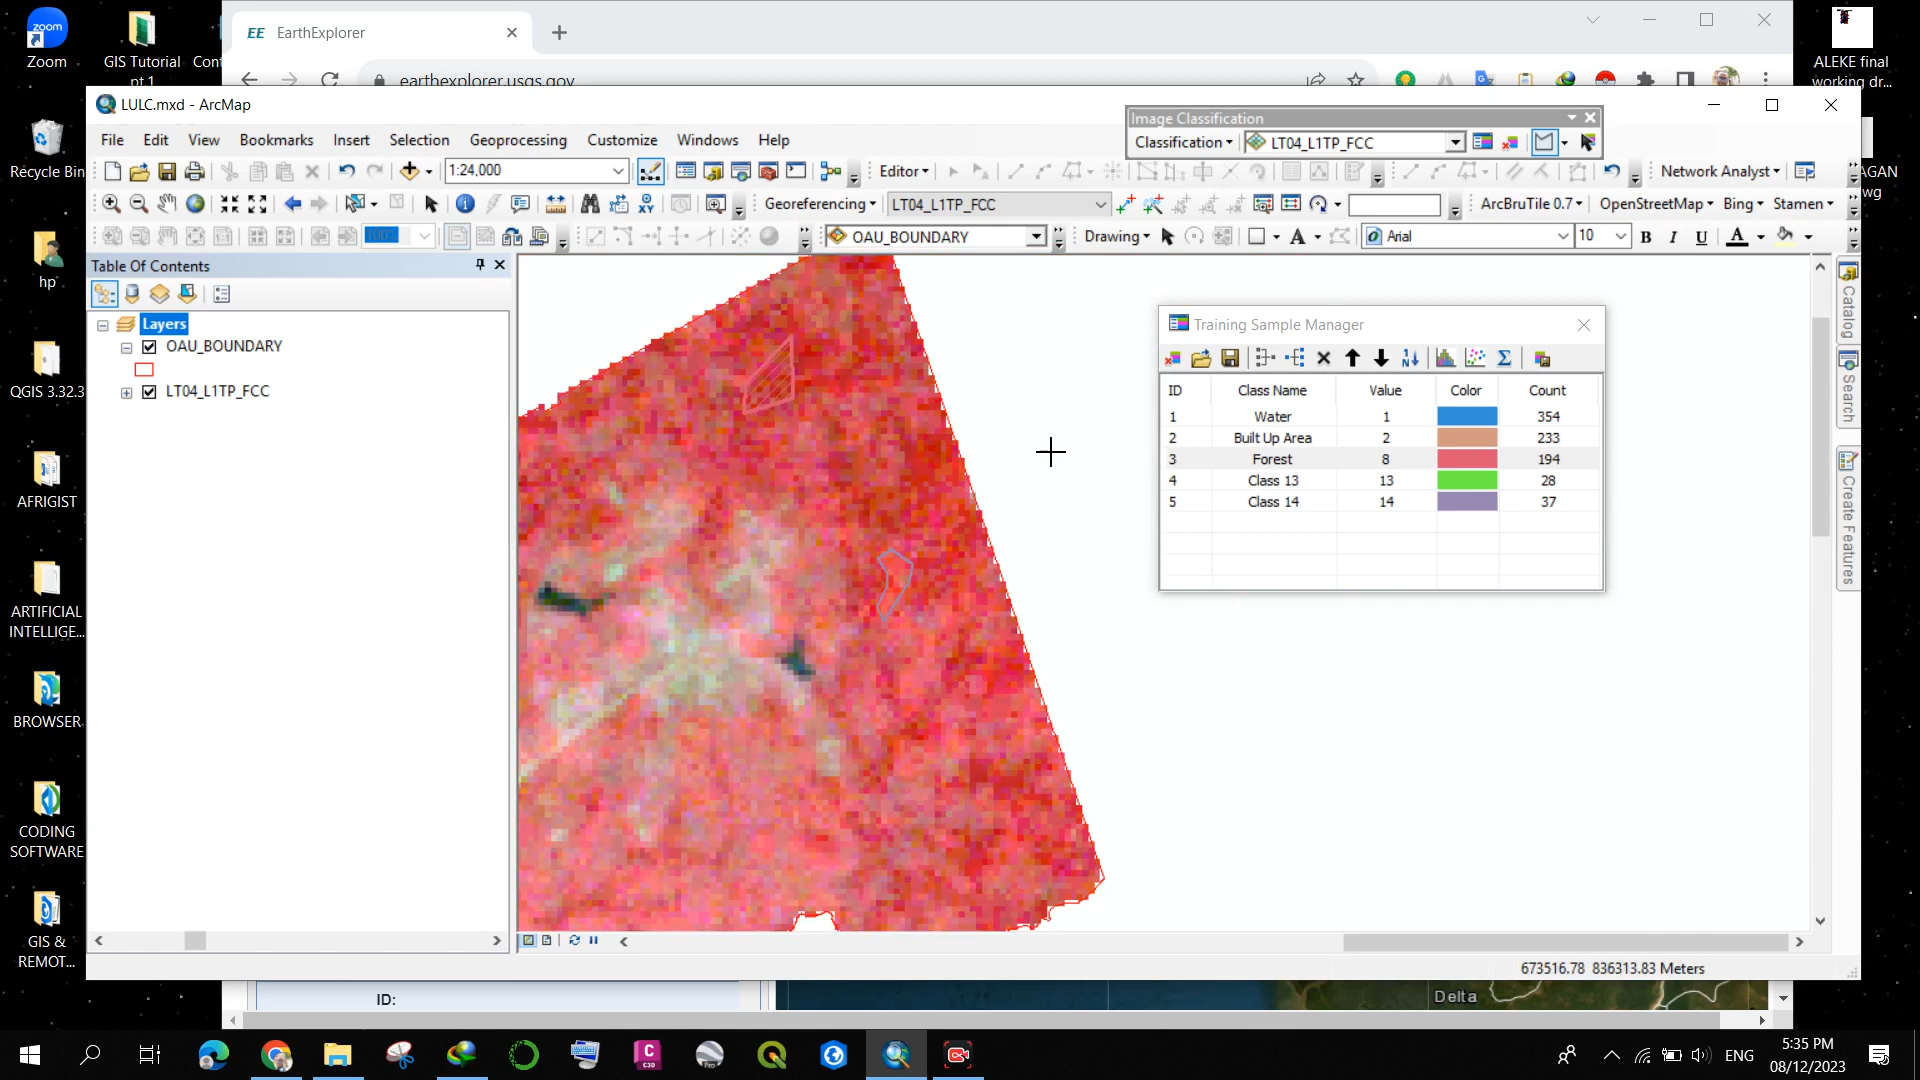 Zoom
GIS Tutorial
pt 1
Cont
EE EarthExplorer
earthexplorer.usgs.gov
ALEKE final
working dr...
LULC.mxd - ArcMap
Image Classification
File Edit View Bookmarks Insert Selection Geoprocessing Customize Windows Help
Classification LT04_L1TP_FCC
Recycle Bin
1:24,000
Editor
Network Analyst
AGAN
wg
Georeferencing LT04_L1TP_FCC
ArcBruTile 0.7 OpenStreetMap Bing Stamen
100%
OAU_BOUNDARY
Drawing
Arial 10 B I U A
Table Of Contents
hp
Layers
OAU_BOUNDARY
LT04_L1TP_FCC
QGIS 3.32.3
AFRIGIST
ARTIFICIAL
INTELLIGE...
BROWSER
CODING
SOFTWARE
GIS &
REMOT...
Training Sample Manager
ID Class Name Value Color Count
1 Water 1 354
2 Built Up Area 2 233
3 Forest 8 194
4 Class 13 13 28
5 Class 14 14 37
Catalog
Search
Create Features
673516.78 836313.83 Meters
ID:
Delta
ENG
5:35 PM
08/12/2023